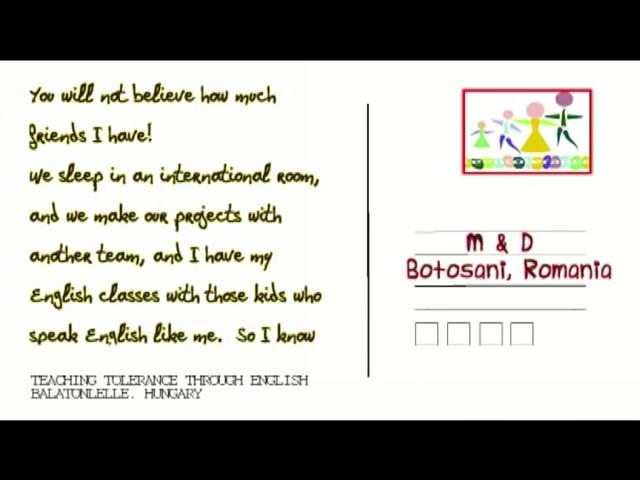 You will not believe how much
friends I have!
We sleep in an international room,
and we make our projects with
another team, and I have my
English classes with those kids who
speak English like me. So I know
TEACHING TOLERANCE THROUGH ENGLISH
BALATONLELLE. HUNGARY
M & D
Botosani, Romania